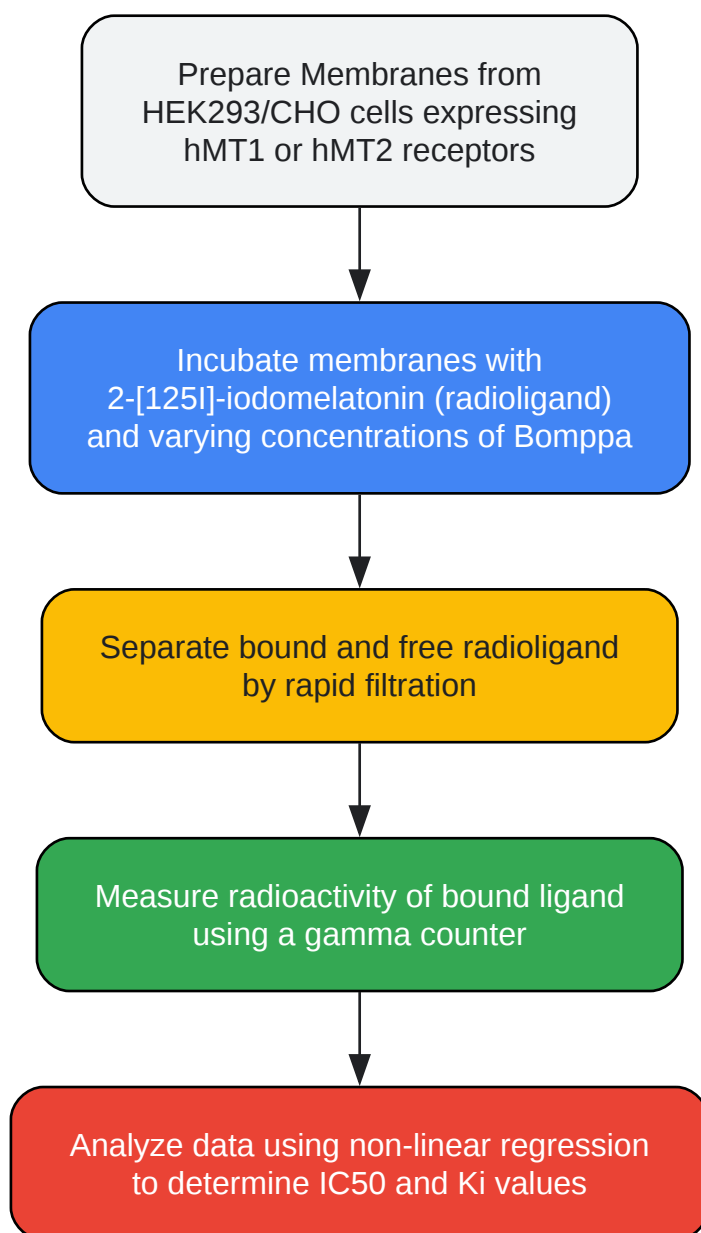 Prepare Membranes from
HEK293/CHO cells expressing
hMT1 or hMT2 receptors
Incubate membranes with
2-[125I]-iodomelatonin (radioligand)
and varying concentrations of Bomppa
Separate bound and free radioligand
by rapid filtration
Measure radioactivity of bound ligand
using a gamma counter
Analyze data using non-linear regression
to determine IC50 and Ki values